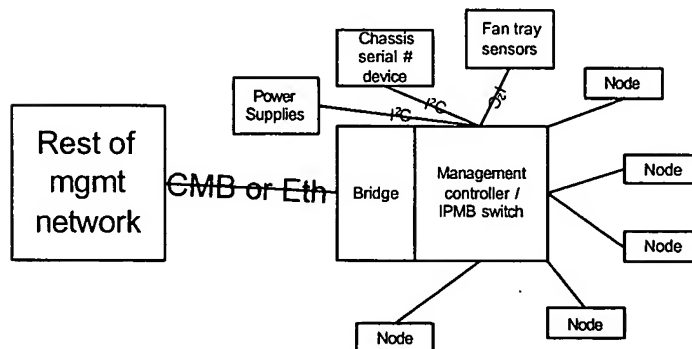 Fan tray
sensors
Chassis
serial #
device
Node
Power
Supplies
I²C
I²C
I²C
Rest of
mgmt
network
CMB or Eth
Bridge
Management
controller /
IPMB switch
Node
Node
Node
Node